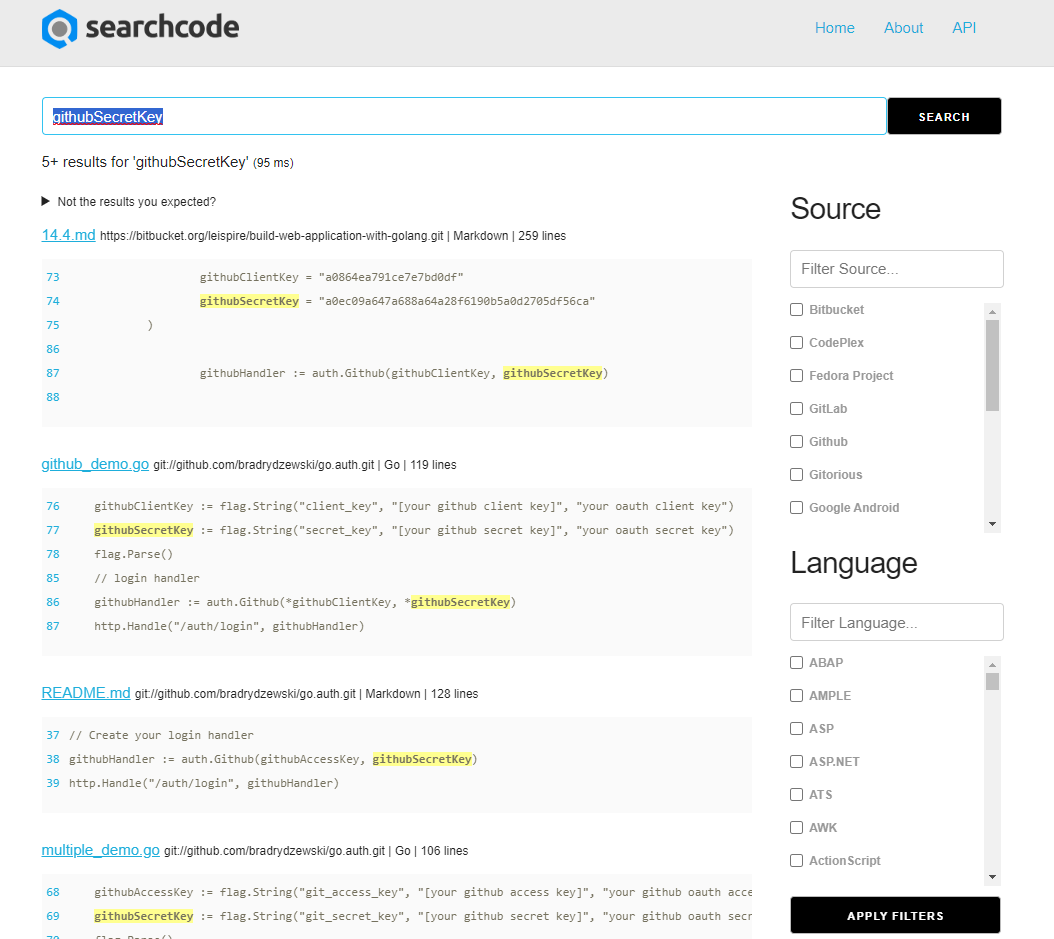 searchcode
Home About API
githubSecretKey SEARCH
5+ results for 'githubSecretKey' (95 ms)
▶ Not the results you expected?
14.4.md https://bitbucket.org/leispire/build-web-application-with-golang.git | Markdown | 259 lines
73 githubClientKey = "a0864ea791ce7e7bd0df"
74 githubSecretKey = "a0ec09a647a688a64a28f6190b5a0d2705df56ca"
75 )
86
87 githubHandler := auth.Github(githubClientKey, githubSecretKey)
88
github_demo.go git://github.com/bradrydzewski/go.auth.git | Go | 119 lines
76 githubClientKey := flag.String("client_key", "[your github client key]", "your oauth client key")
77 githubSecretKey := flag.String("secret_key", "[your github secret key]", "your oauth secret key")
78 flag.Parse()
85 // login handler
86 githubHandler := auth.Github(*githubClientKey, *githubSecretKey)
87 http.Handle("/auth/login", githubHandler)
README.md git://github.com/bradrydzewski/go.auth.git | Markdown | 128 lines
37 // Create your login handler
38 githubHandler := auth.Github(githubAccessKey, githubSecretKey)
39 http.Handle("/auth/login", githubHandler)
multiple_demo.go git://github.com/bradrydzewski/go.auth.git | Go | 106 lines
68 githubAccessKey := flag.String("git_access_key", "[your github access key]", "your github oauth acce
69 githubSecretKey := flag.String("git_secret_key", "[your github secret key]", "your github oauth secr
70 flag.Parse()
Source
Filter Source...
Bitbucket
CodePlex
Fedora Project
GitLab
Github
Gitorious
Google Android
Language
Filter Language...
ABAP
AMPLE
ASP
ASP.NET
ATS
AWK
ActionScript
APPLY FILTERS